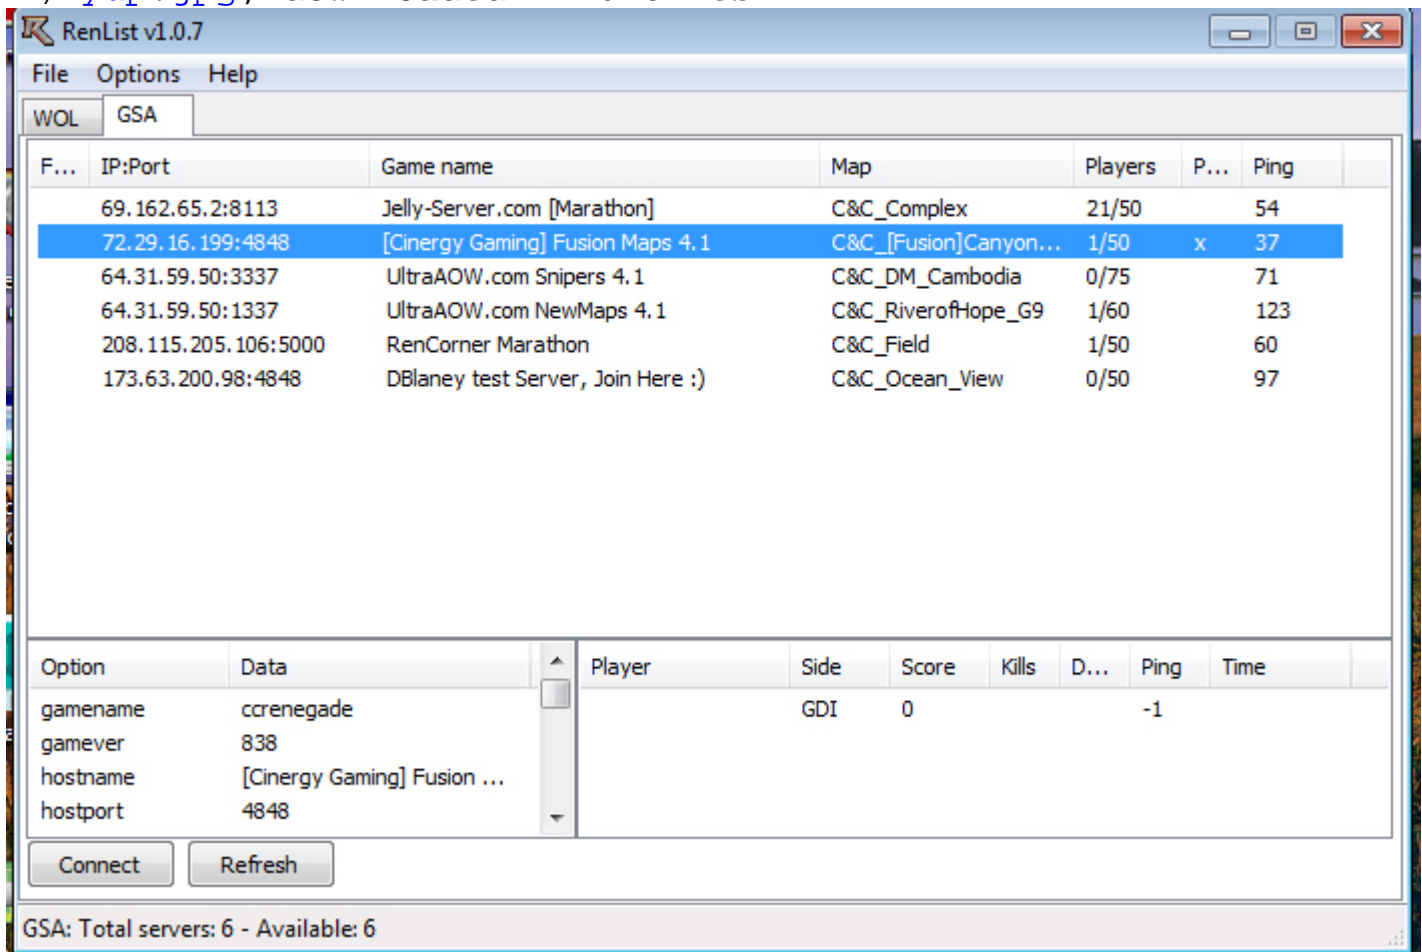 RenList v1.0.7
File Options Help
WOL GSA
F... IP:Port Game name Map Players P... Ping
69.162.65.2:8113 Jelly-Server.com [Marathon] C&C_Complex 21/50 54
72.29.16.199:4848 [Cinergy Gaming] Fusion Maps 4.1 C&C_[Fusion]Canyon... 1/50 x 37
64.31.59.50:3337 UltraAOW.com Snipers 4.1 C&C_DM_Cambodia 0/75 71
64.31.59.50:1337 UltraAOW.com NewMaps 4.1 C&C_RiverofHope_G9 1/60 123
208.115.205.106:5000 RenCorner Marathon C&C_Field 1/50 60
173.63.200.98:4848 DBlaney test Server, Join Here :) C&C_Ocean_View 0/50 97
Option Data Player Side Score Kills D... Ping Time
gamename ccrenegade GDI 0 -1
gamever 838
hostname [Cinergy Gaming] Fusion ...
hostport 4848
Connect Refresh
GSA: Total servers: 6 - Available: 6